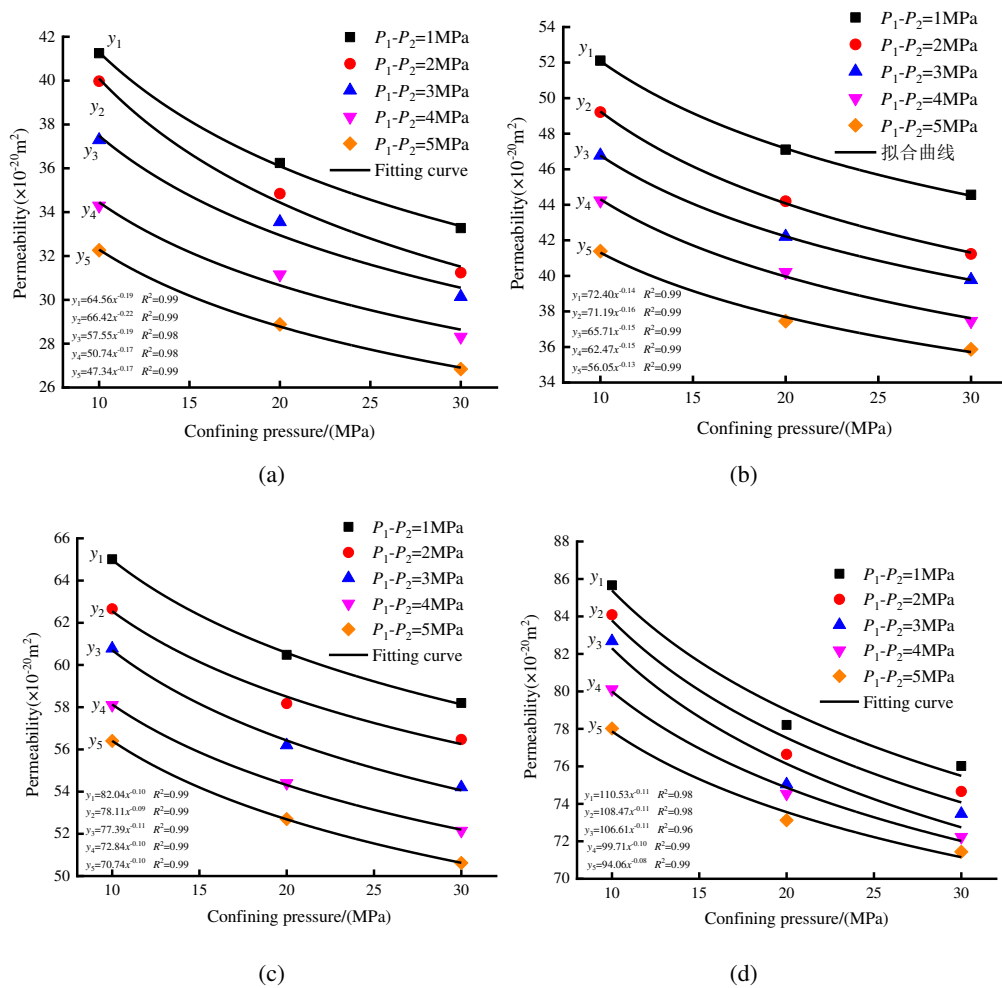 P₁-P₂=1MPa
P₁-P₂=2MPa
P₁-P₂=3MPa
P₁-P₂=4MPa
P₁-P₂=5MPa
Fitting curve
y₁
y₂
y₃
y₄
y₅
42
40
38
36
34
32
30
28
26
Permeability(×10⁻²⁰m²)
y₁=64.56x⁻⁰·¹⁹ R²=0.99
y₂=66.42x⁻⁰·²² R²=0.99
y₃=57.55x⁻⁰·¹⁹ R²=0.98
y₄=50.74x⁻⁰·¹⁷ R²=0.98
y₅=47.34x⁻⁰·¹⁷ R²=0.99
10 15 20 25 30
Confining pressure/(MPa)
(a)
P₁-P₂=1MPa
P₁-P₂=2MPa
P₁-P₂=3MPa
P₁-P₂=4MPa
P₁-P₂=5MPa
拟合曲线
y₁
y₂
y₃
y₄
y₅
54
52
50
48
46
44
42
40
38
36
34
Permeability(×10⁻²⁰m²)
y₁=72.40x⁻⁰·¹⁴ R²=0.99
y₂=71.19x⁻⁰·¹⁶ R²=0.99
y₃=65.71x⁻⁰·¹⁵ R²=0.99
y₄=62.47x⁻⁰·¹⁵ R²=0.99
y₅=56.05x⁻⁰·¹³ R²=0.99
10 15 20 25 30
Confining pressure/(MPa)
(b)
P₁-P₂=1MPa
P₁-P₂=2MPa
P₁-P₂=3MPa
P₁-P₂=4MPa
P₁-P₂=5MPa
Fitting curve
y₁
y₂
y₃
y₄
y₅
66
64
62
60
58
56
54
52
50
Permeability(×10⁻²⁰m²)
y₁=82.04x⁻⁰·¹⁰ R²=0.99
y₂=78.11x⁻⁰·⁰⁹ R²=0.99
y₃=77.39x⁻⁰·¹¹ R²=0.99
y₄=72.84x⁻⁰·¹⁰ R²=0.99
y₅=70.74x⁻⁰·¹⁰ R²=0.99
10 15 20 25 30
Confining pressure/(MPa)
(c)
P₁-P₂=1MPa
P₁-P₂=2MPa
P₁-P₂=3MPa
P₁-P₂=4MPa
P₁-P₂=5MPa
Fitting curve
y₁
y₂
y₃
y₄
y₅
88
86
84
82
80
78
76
74
72
70
Permeability(×10⁻²⁰m²)
y₁=110.53x⁻⁰·¹¹ R²=0.98
y₂=108.47x⁻⁰·¹¹ R²=0.98
y₃=106.61x⁻⁰·¹¹ R²=0.96
y₄=99.71x⁻⁰·¹⁰ R²=0.99
y₅=94.06x⁻⁰·⁰⁸ R²=0.99
10 15 20 25 30
Confining pressure/(MPa)
(d)